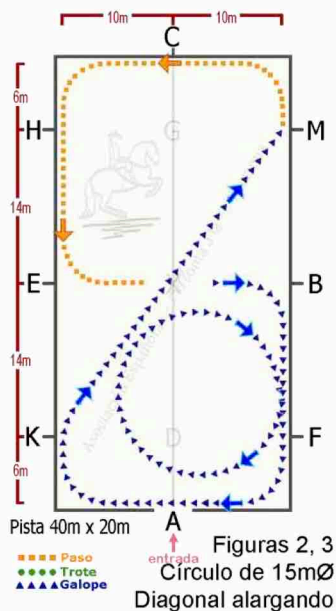 10m 10m
C
6m
H G M
14m
E B
14m
K D F
6m
A
Pista 40m x 20m
entrada
Paso
Trote
Galope
Figuras 2, 3
Círculo de 15mØ
Diagonal alargando